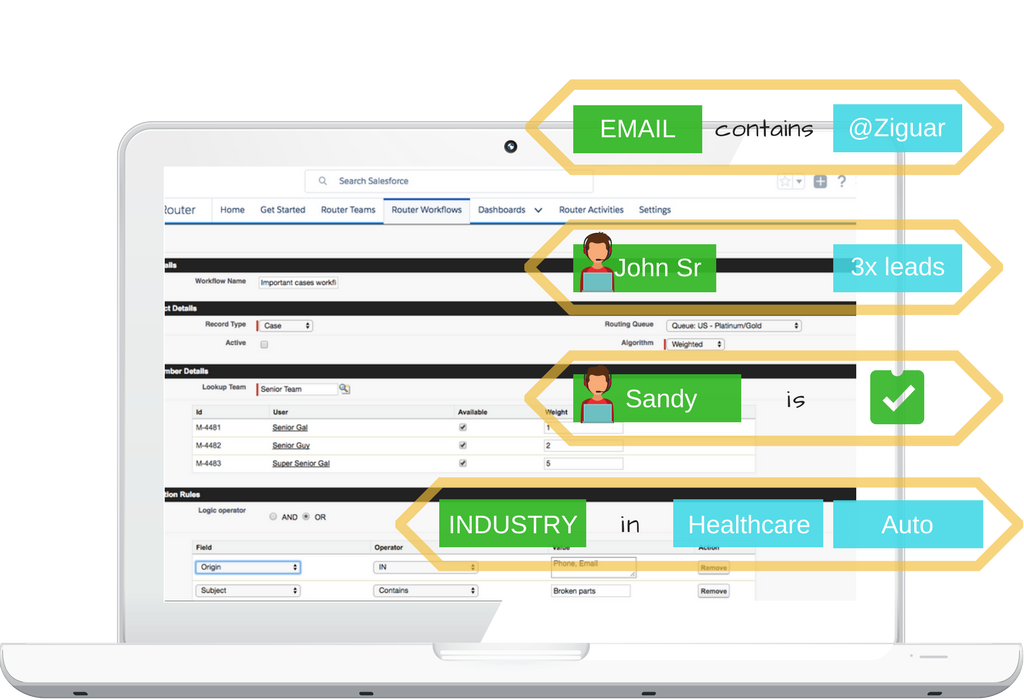 EMAIL contains @Ziguar
Search Salesforce
Router Home Get Started Router Teams Router Workflows Dashboards Router Activities Settings
John Sr 3x leads
Workflow Name Important cases workfl
Details
Record Type Case Routing Queue: Queue: US - Platinum/Gold
Active Algorithm Weighted
Details
Lookup Team Senior Team
Sandy is
Id User Available Weight
M-4481 Senior Gal 1
M-4482 Senior Guy 2
M-4483 Super Senior Gal 5
Rules
Logic operator AND OR
INDUSTRY in Healthcare Auto
Field Operator Value Action
Origin IN Phone, Email Remove
Subject Contains Broken parts Remove